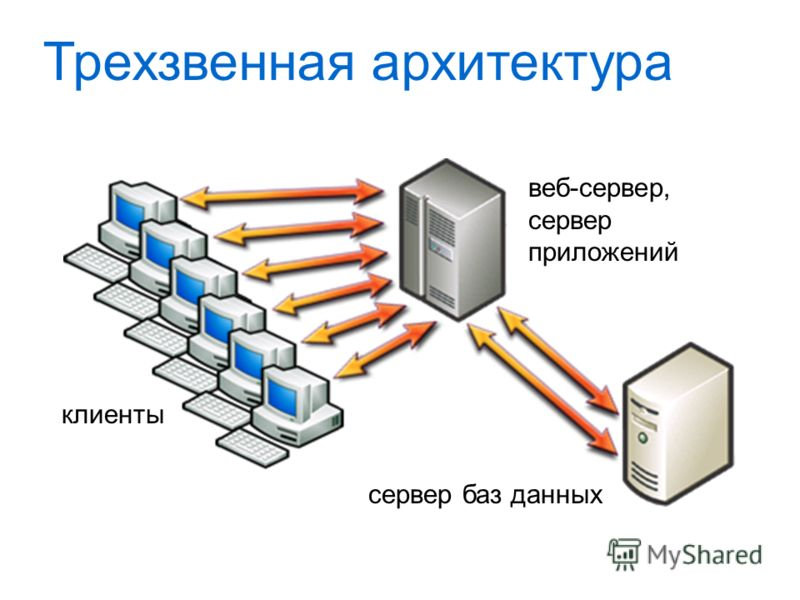 Трехзвенная архитектура
веб-сервер,
сервер
приложений
клиенты
сервер баз данных
MyShared